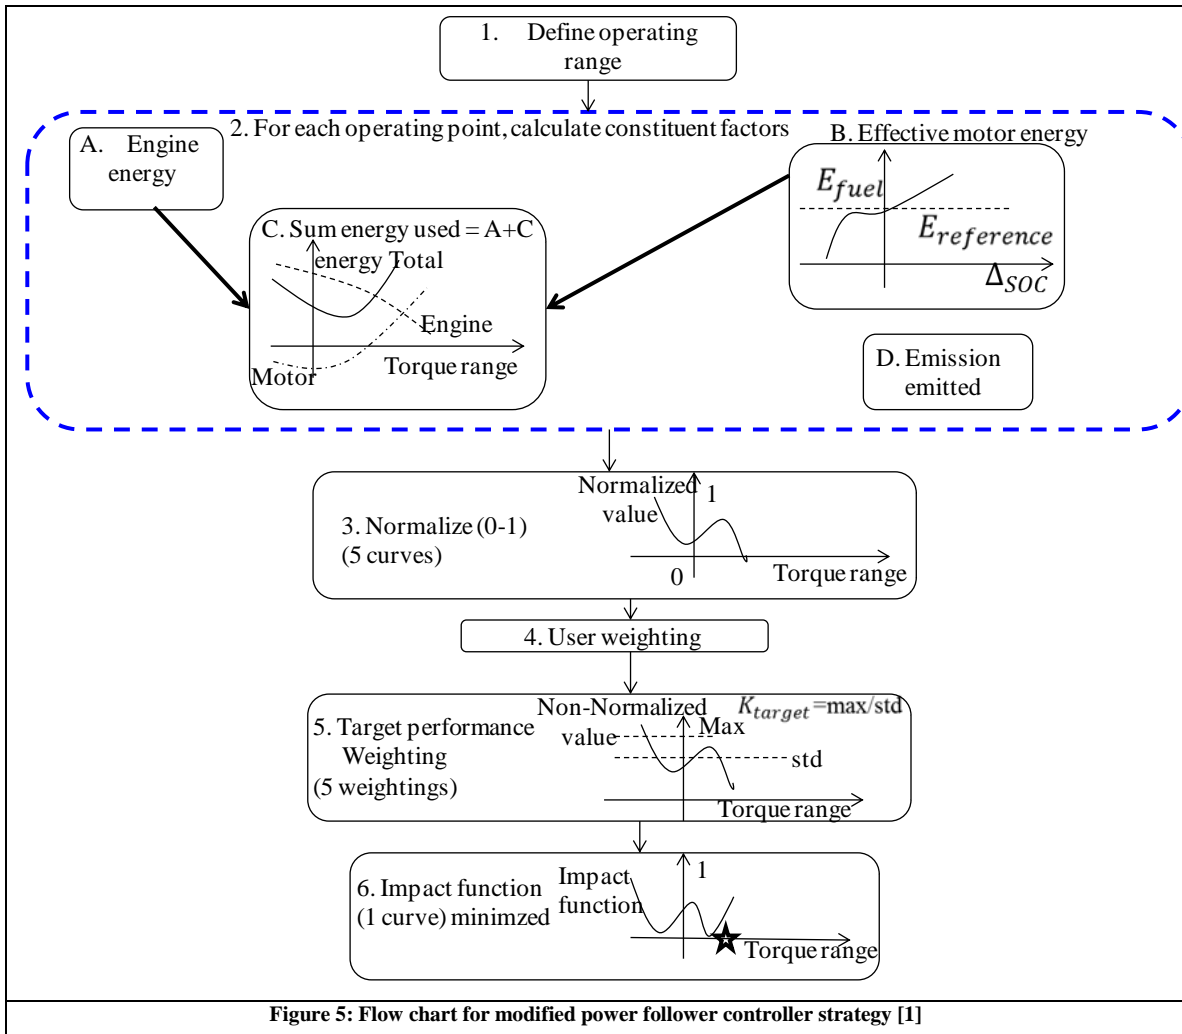 1. Define operating
range
2. For each operating point, calculate constituent factors
A. Engine
energy
B. Effective motor energy
E_fuel
E_reference
Δ_SOC
C. Sum energy used = A+C
energy Total
Engine
Torque range
Motor
D. Emission
emitted
3. Normalize (0-1)
(5 curves)
Normalized
value
1
0
Torque range
4. User weighting
5. Target performance
Weighting
(5 weightings)
Non-Normalized
value
K_target=max/std
Max
std
Torque range
6. Impact function
(1 curve) minimzed
Impact
function
1
Torque range
Figure 5: Flow chart for modified power follower controller strategy [1]